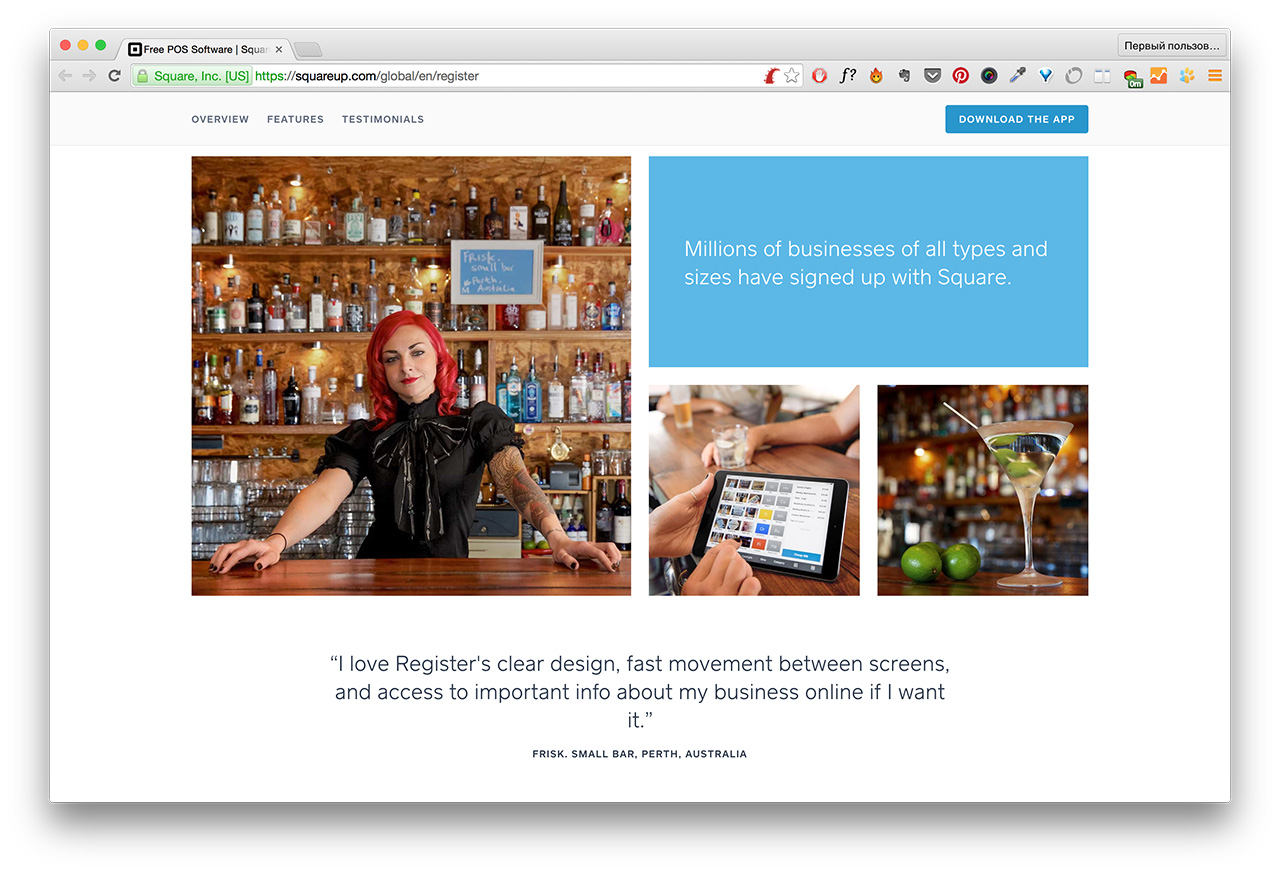 Free POS Software | Squar
Первый пользов...
Square, Inc. [US] https://squareup.com/global/en/register
f?
0m
OVERVIEW FEATURES TESTIMONIALS
DOWNLOAD THE APP
FRISK.
small bar
Perth.
Millions of businesses of all types and
sizes have signed up with Square.
“I love Register's clear design, fast movement between screens,
and access to important info about my business online if I want
it.”
FRISK. SMALL BAR, PERTH, AUSTRALIA